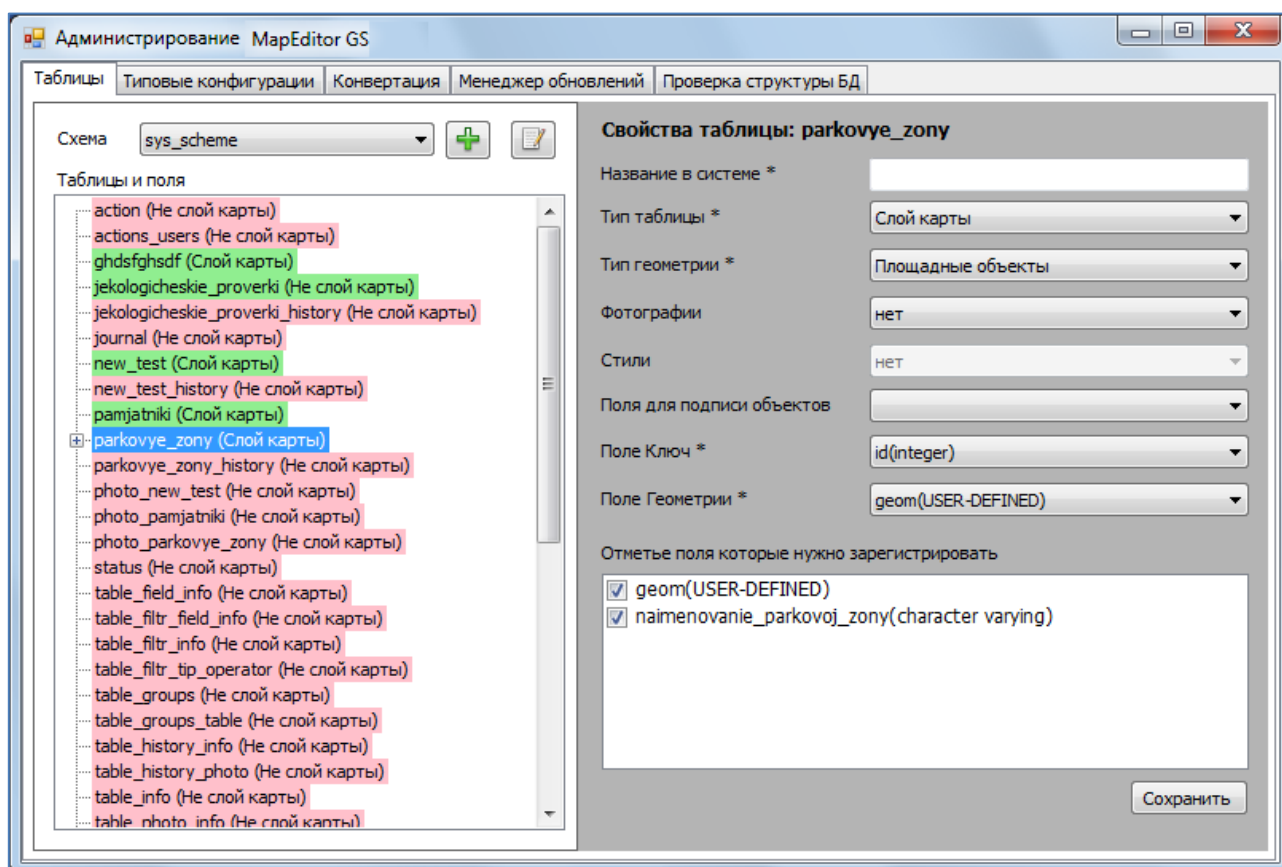 Администрирование MapEditor GS
Таблицы Типовые конфигурации Конвертация Менеджер обновлений Проверка структуры БД
Схема sys_scheme
Таблицы и поля
action (Не слой карты)
actions_users (Не слой карты)
ghdsfghsdf (Слой карты)
jekologicheskie_proverki (Не слой карты)
jekologicheskie_proverki_history (Не слой карты)
journal (Не слой карты)
new_test (Слой карты)
new_test_history (Не слой карты)
pamjatniki (Слой карты)
parkovye_zony (Слой карты)
parkovye_zony_history (Не слой карты)
photo_new_test (Не слой карты)
photo_pamjatniki (Не слой карты)
photo_parkovye_zony (Не слой карты)
status (Не слой карты)
table_field_info (Не слой карты)
table_filtr_field_info (Не слой карты)
table_filtr_info (Не слой карты)
table_filtr_tip_operator (Не слой карты)
table_groups (Не слой карты)
table_groups_table (Не слой карты)
table_history_info (Не слой карты)
table_history_photo (Не слой карты)
table_info (Не слой карты)
table_photo_info (Не слой карты)
Свойства таблицы: parkovye_zony
Название в системе *
Тип таблицы * Слой карты
Тип геометрии * Площадные объекты
Фотографии нет
Стили нет
Поля для подписи объектов
Поле Ключ * id(integer)
Поле Геометрии * geom(USER-DEFINED)
Отметье поля которые нужно зарегистрировать
geom(USER-DEFINED)
naimenovanie_parkovoj_zony(character varying)
Сохранить